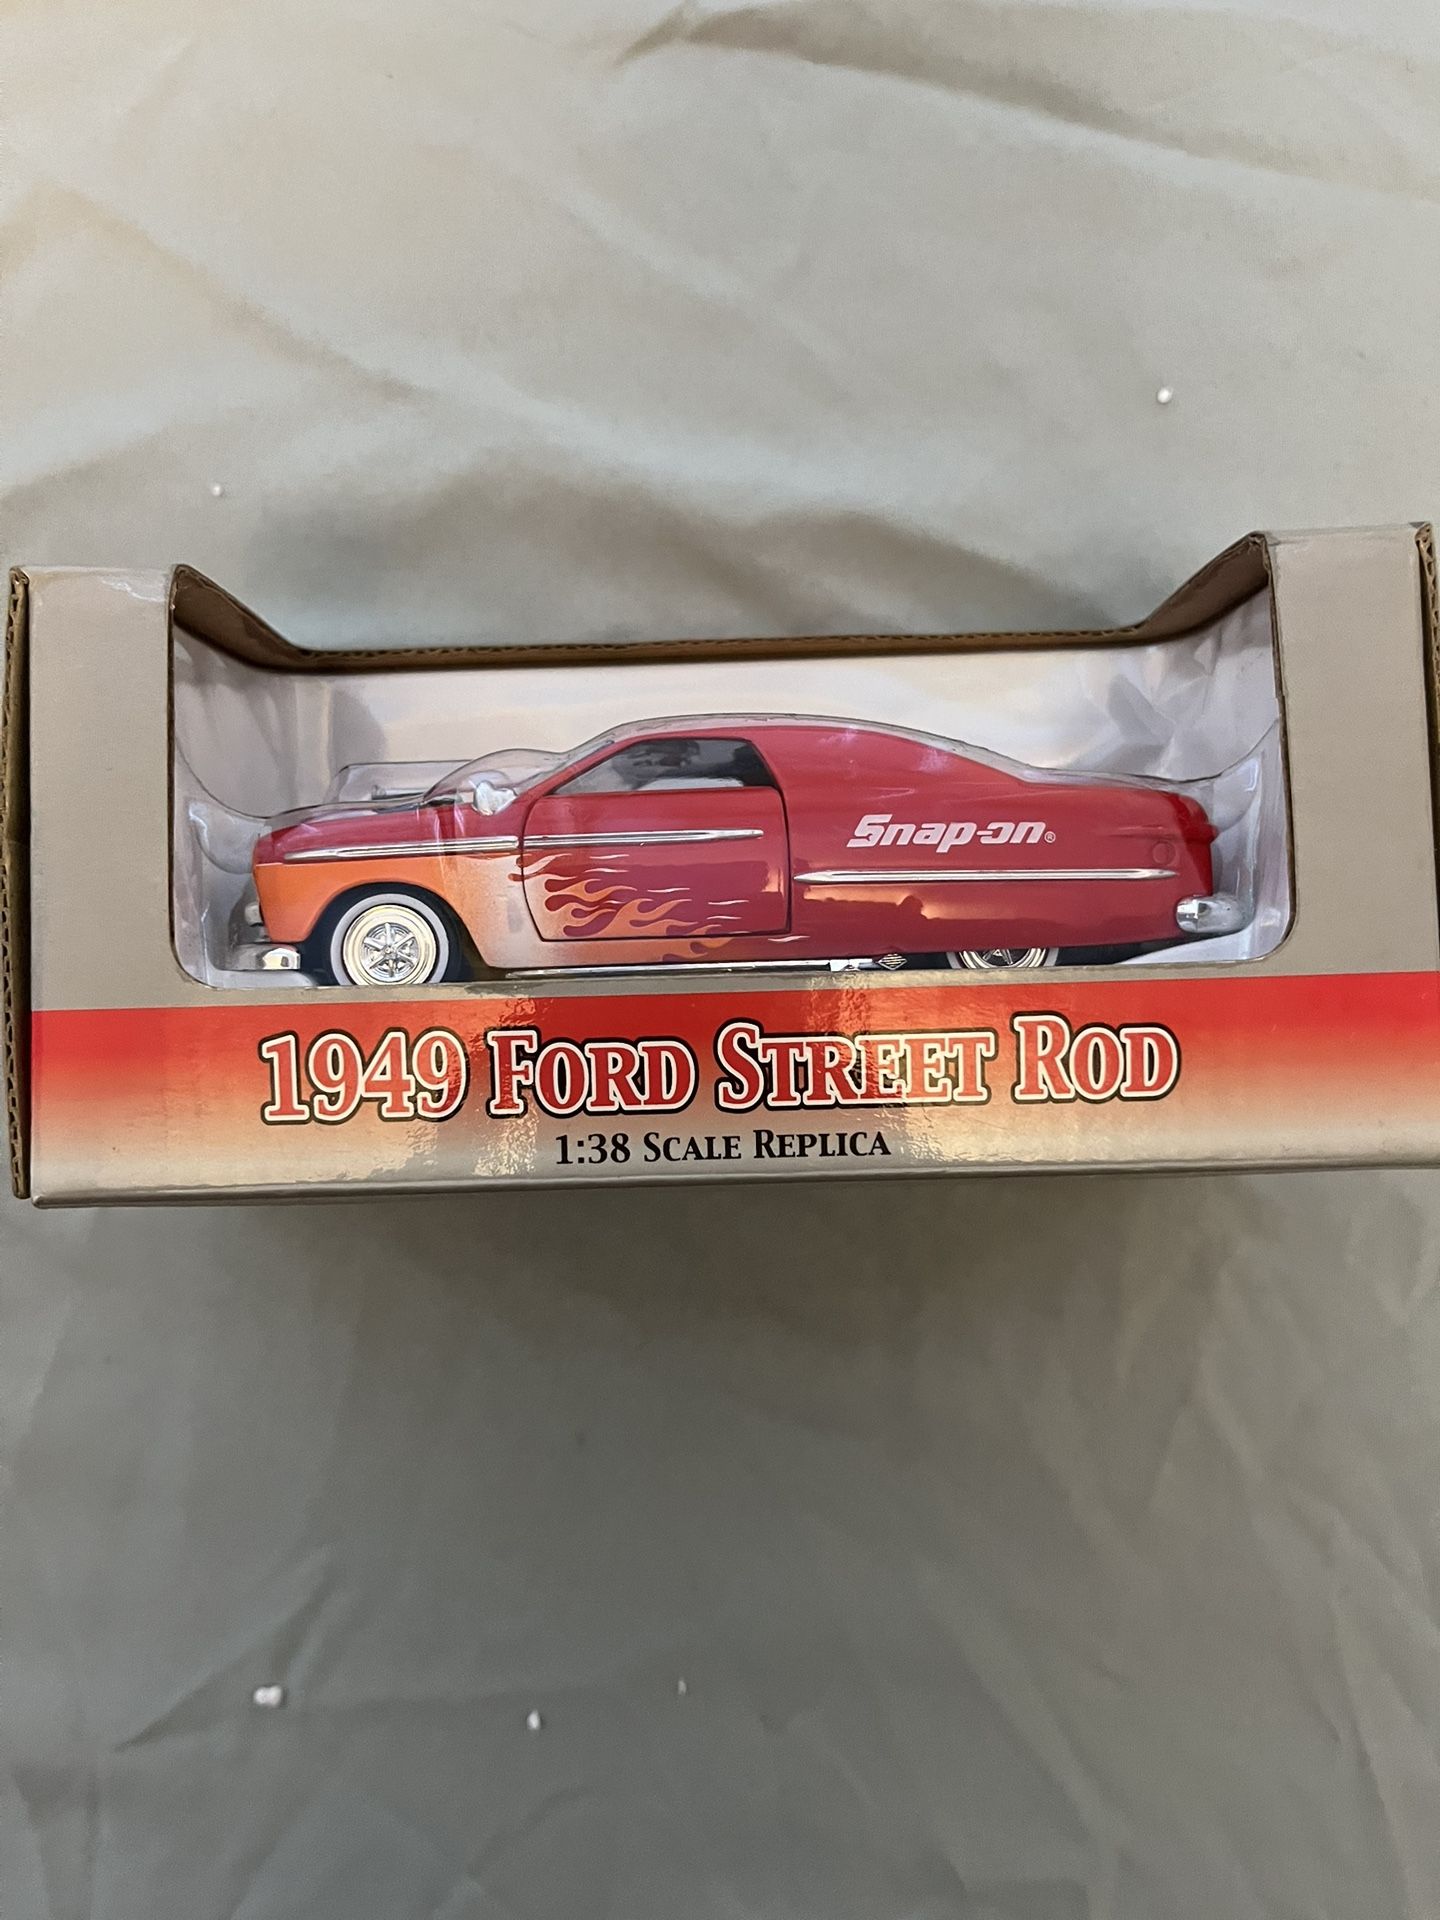 Snap-on®
1949 FORD STREET ROD
1:38 SCALE REPLICA